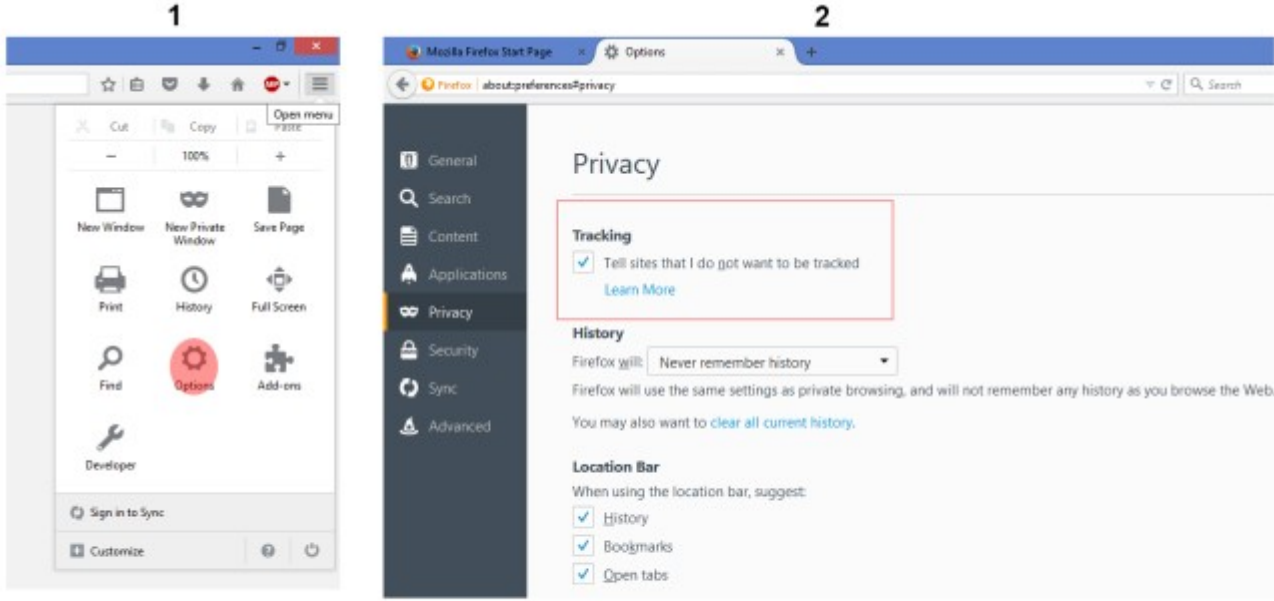 1
Open menu
Cut Copy Paste
− 100% +
New Window New Private Window Save Page
Print History Full Screen
Find Options Add-ons
Developer
Sign in to Sync
Customize
2
Mozilla Firefox Start Page Options
Firefox about:preferences#privacy Search
General
Search
Content
Applications
Privacy
Security
Sync
Advanced
Privacy
Tracking
Tell sites that I do not want to be tracked
Learn More
History
Firefox will: Never remember history
Firefox will use the same settings as private browsing, and will not remember any history as you browse the Web.
You may also want to clear all current history.
Location Bar
When using the location bar, suggest:
History
Bookmarks
Open tabs